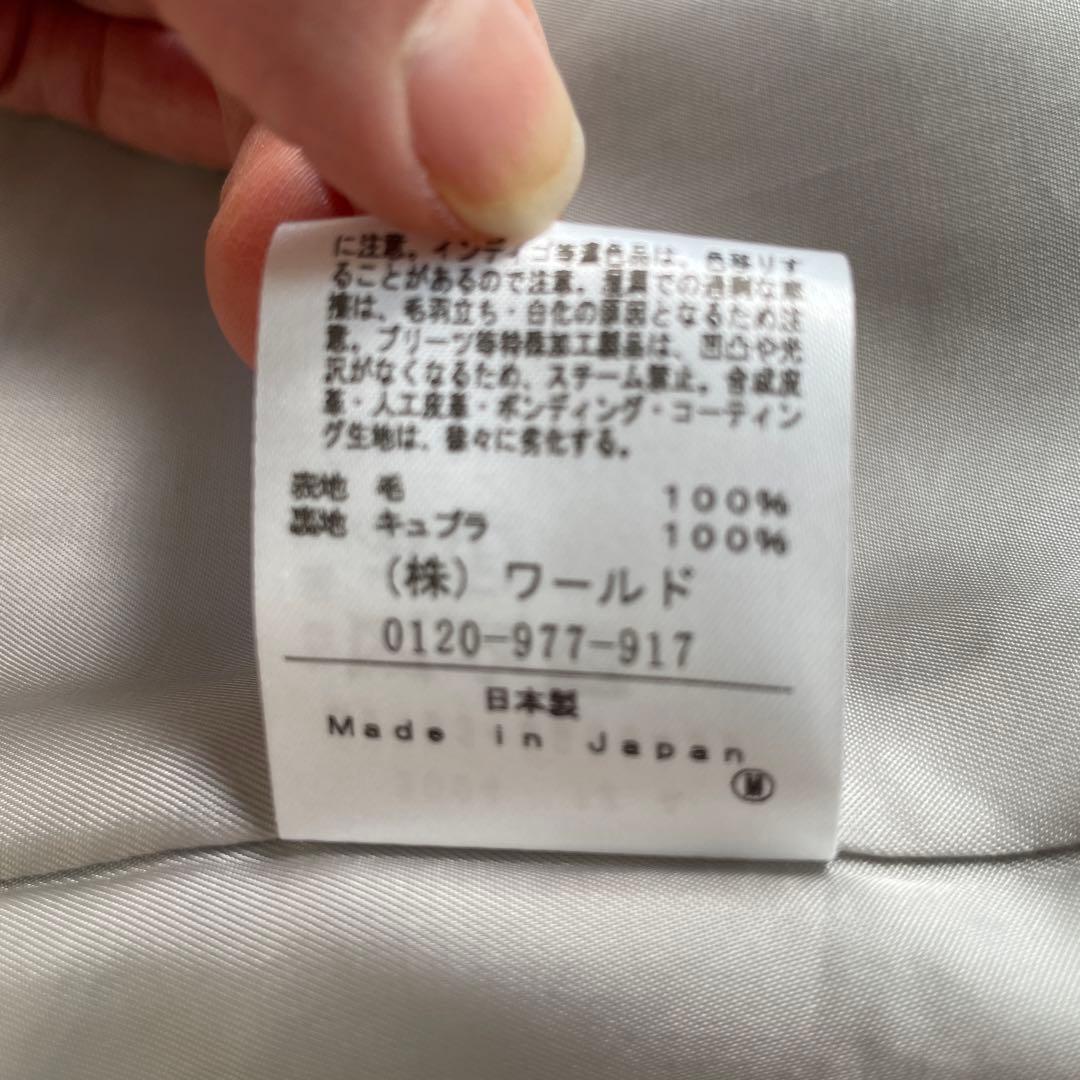 に注意。インディゴ等濃色品は、色移りす
ることがあるので注意。湿潤での過剰な摩
擦は、毛羽立ち・白化の原因となるため注
意。プリーツ等特殊加工製品は、凹凸や光
沢がなくなるため、スチーム禁止。合成皮
革・人工皮革・ボンディング・コーティン
グ生地は、徐々に劣化する。
表地 毛 100%
裏地 キュプラ 100%
(株) ワールド
0120-977-917
日本製
Made in Japan
Ⓜ